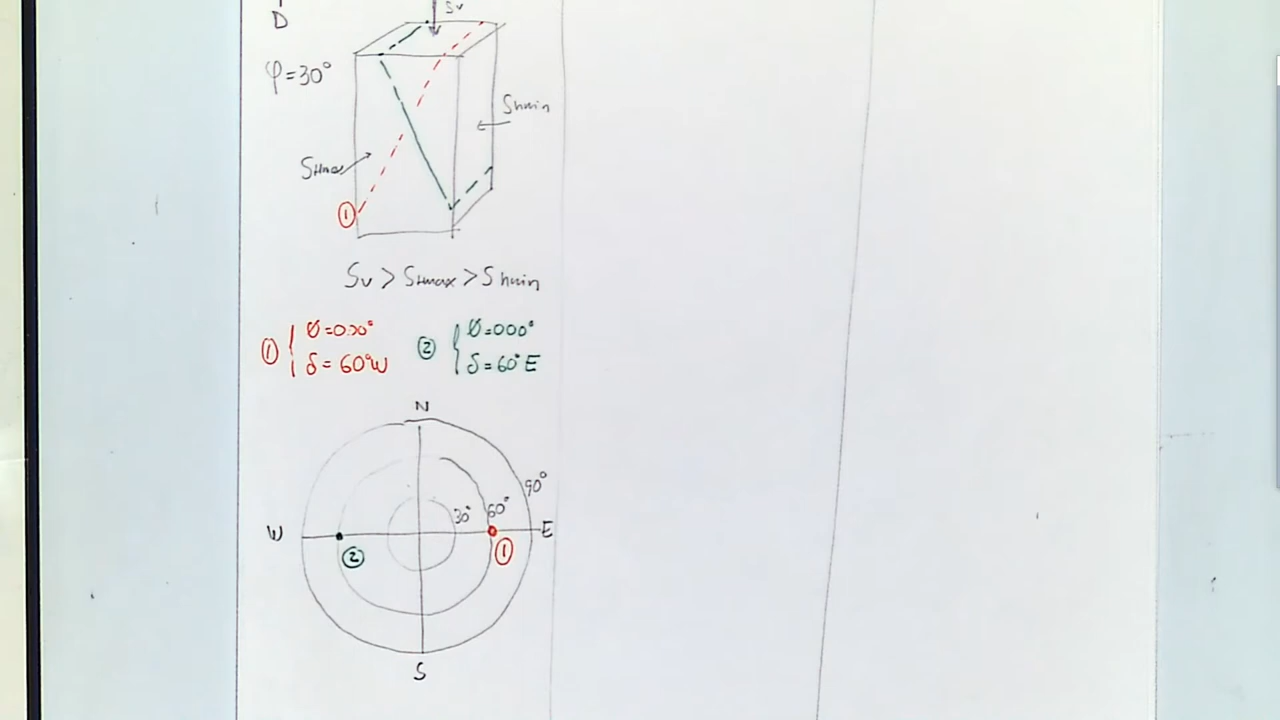 D
Sv
φ=30°
Shmin
SHmax
①
Sv > SHmax > Shmin
① { Ø=000° ② { Ø=000°
δ=60°W δ=60°E
N
90°
30° 60°
W E
② ①
S